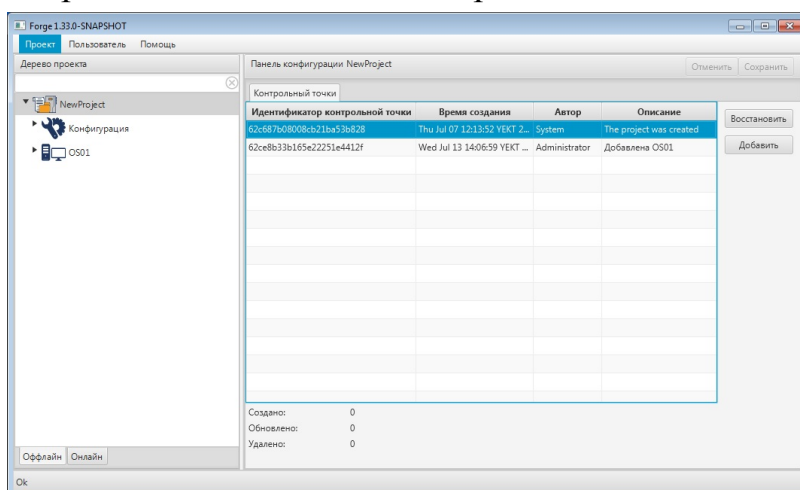 Forge 1.33.0-SNAPSHOT
Проект Пользователь Помощь
Дерево проекта
NewProject
Конфигурация
OS01
Оффлайн Онлайн
Ok
Панель конфигурации NewProject
Отменить Сохранить
Контрольный точки
Идентификатор контрольной точки Время создания Автор Описание
62c687b08008cb21ba53b828 Thu Jul 07 12:13:52 YEKT 2... System The project was created
62ce8b33b165e22251e4412f Wed Jul 13 14:06:59 YEKT ... Administrator Добавлена OS01
Восстановить
Добавить
Создано: 0
Обновлено: 0
Удалено: 0